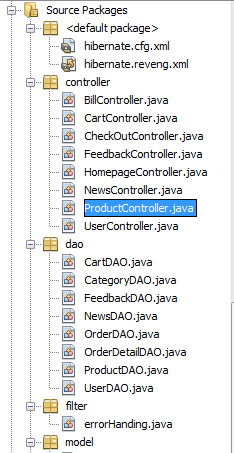 Source Packages
<default package>
hibernate.cfg.xml
hibernate.reveng.xml
controller
BillController.java
CartController.java
CheckOutController.java
FeedbackController.java
HomepageController.java
NewsController.java
ProductController.java
UserController.java
dao
CartDAO.java
CategoryDAO.java
FeedbackDAO.java
NewsDAO.java
OrderDAO.java
OrderDetailDAO.java
ProductDAO.java
UserDAO.java
filter
errorHanding.java
model